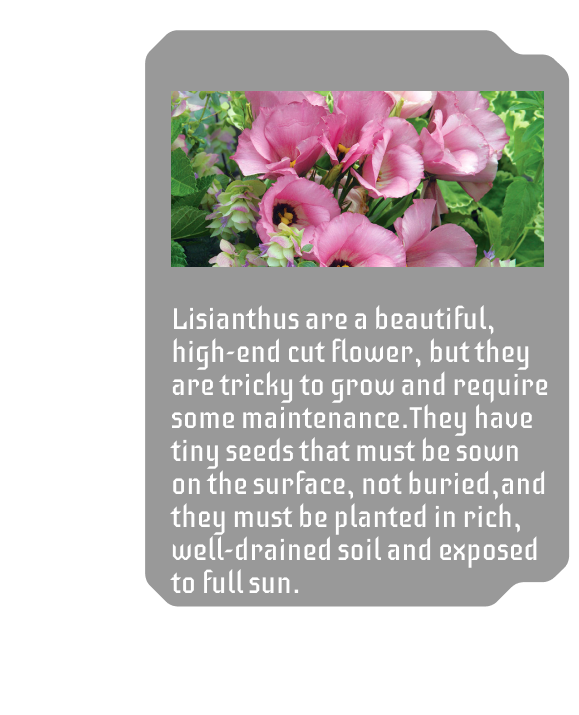 Lisianthus are a beautiful,
high-end cut flower, but they
are tricky to grow and require
some maintenance.They have
tiny seeds that must be sown
on the surface, not buried,and
they must be planted in rich,
well-drained soil and exposed
to full sun.